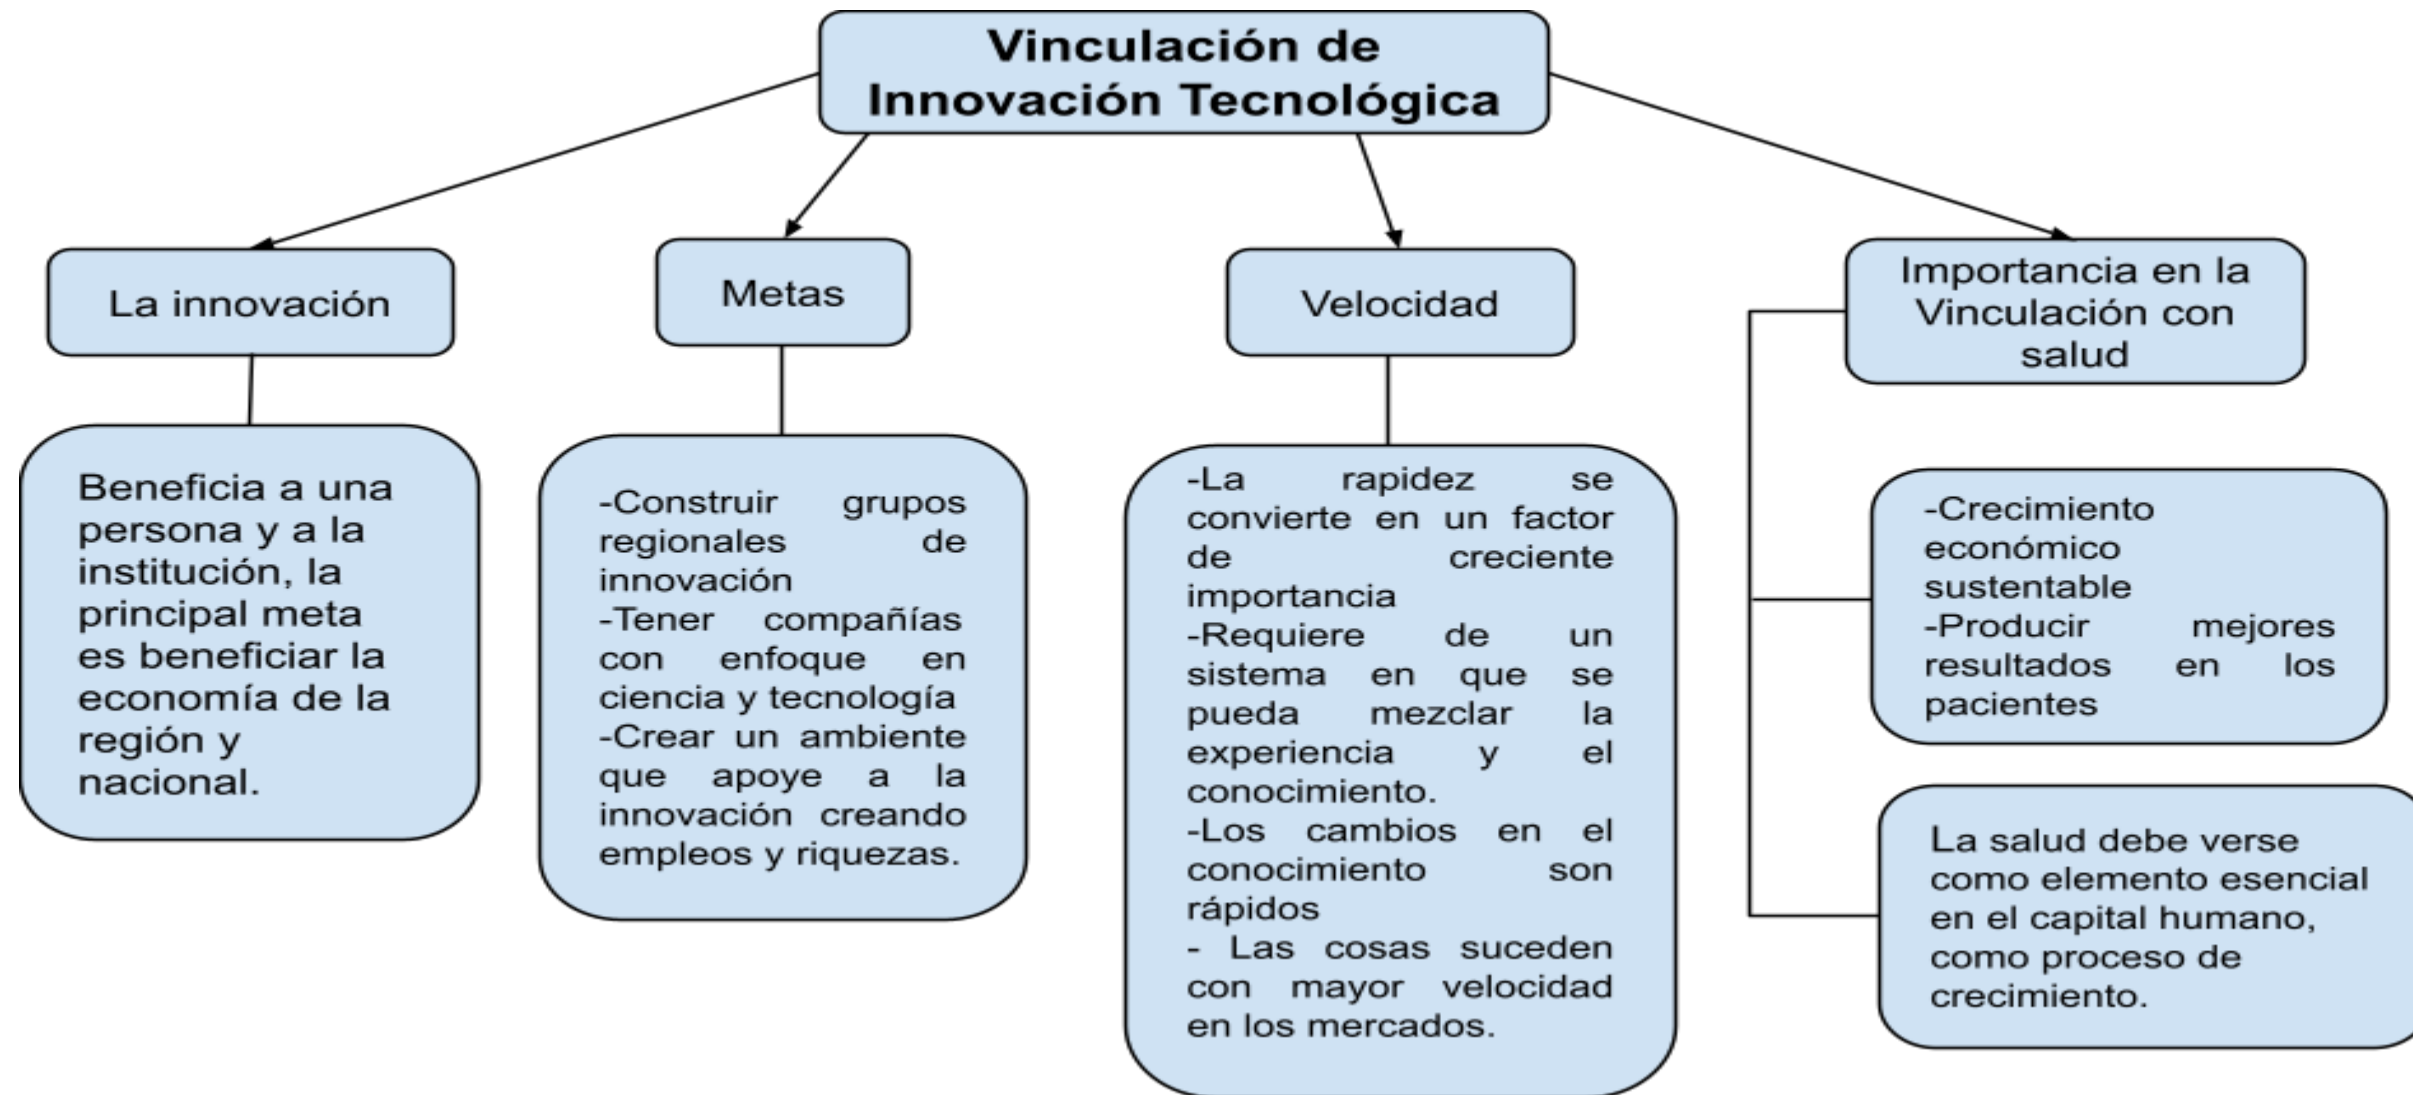 Vinculación de
Innovación Tecnológica
La innovación
Beneficia a una
persona y a la
institución, la
principal meta
es beneficiar la
economía de la
región y
nacional.
Metas
-Construir grupos
regionales de
innovación
-Tener compañías
con enfoque en
ciencia y tecnología
-Crear un ambiente
que apoye a la
innovación creando
empleos y riquezas.
Velocidad
-La rapidez se
convierte en un factor
de creciente
importancia
-Requiere de un
sistema en que se
pueda mezclar la
experiencia y el
conocimiento.
-Los cambios en el
conocimiento son
rápidos
- Las cosas suceden
con mayor velocidad
en los mercados.
Importancia en la
Vinculación con
salud
-Crecimiento
económico
sustentable
-Producir mejores
resultados en los
pacientes
La salud debe verse
como elemento esencial
en el capital humano,
como proceso de
crecimiento.